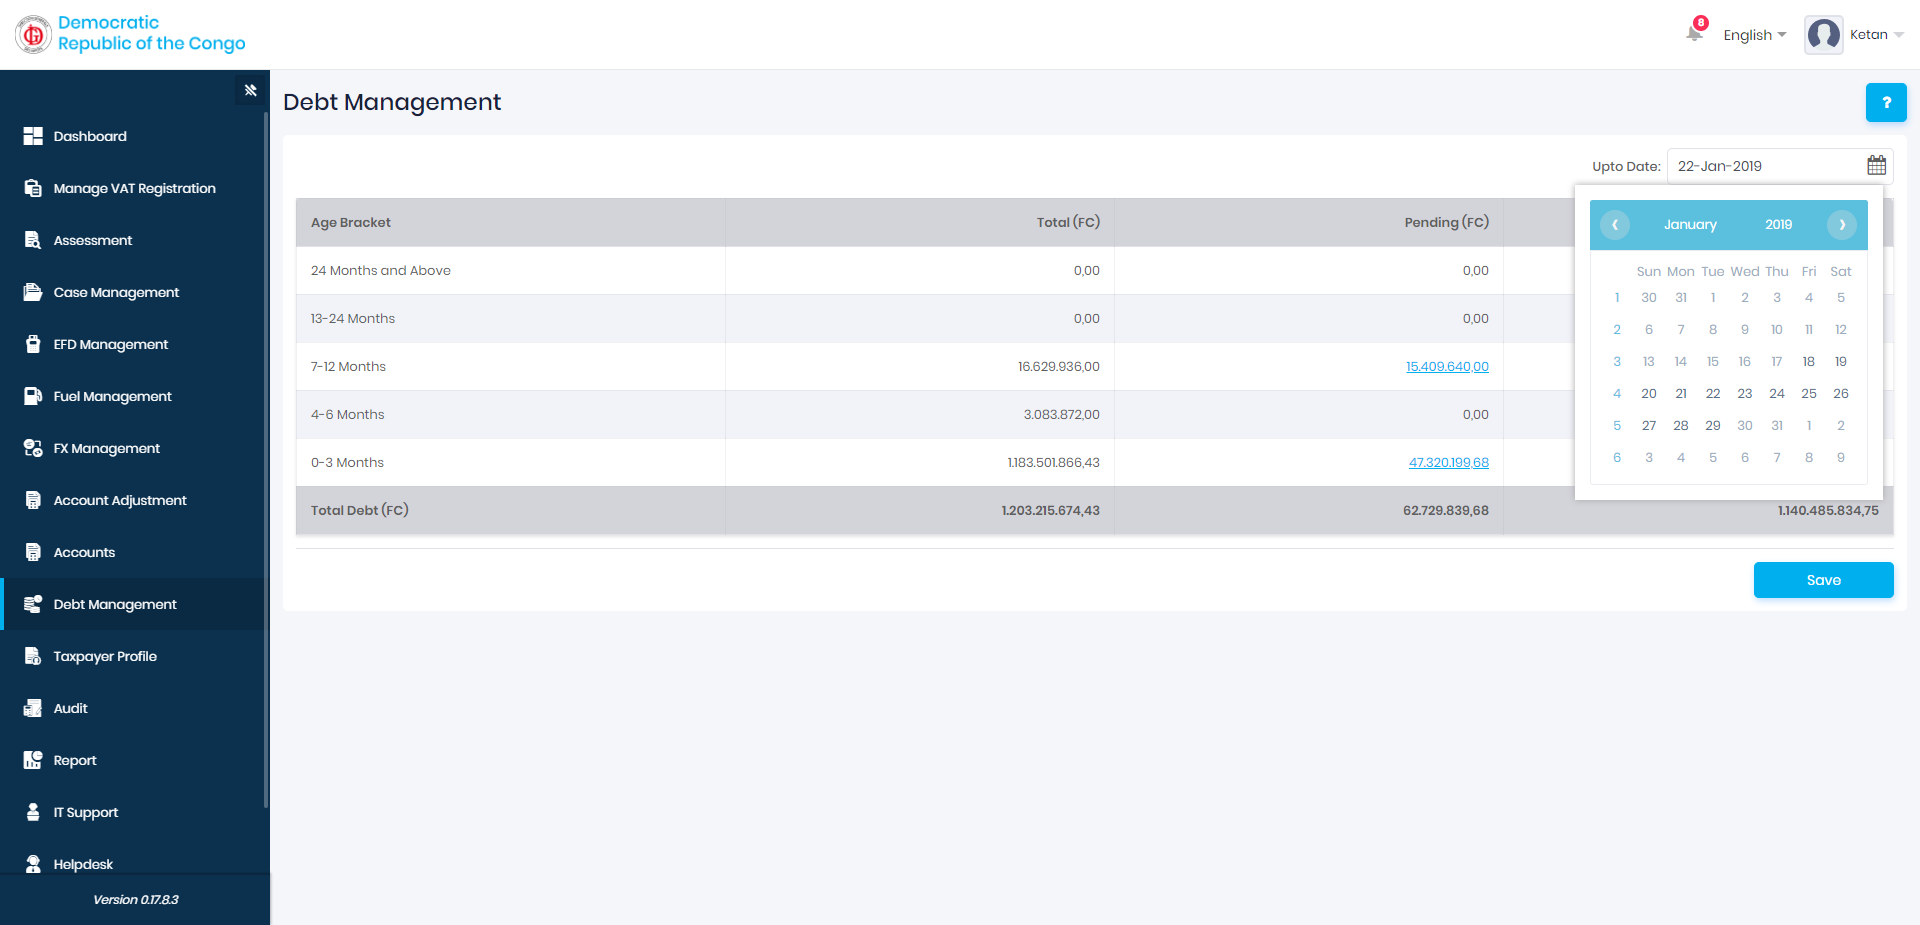 Democratic
Republic of the Congo
8
English
Ketan
Debt Management
?
Dashboard
Manage VAT Registration
Assessment
Case Management
EFD Management
Fuel Management
FX Management
Account Adjustment
Accounts
Debt Management
Taxpayer Profile
Audit
Report
IT Support
Helpdesk
Version 0.17.8.3
Upto Date: 22-Jan-2019
Age Bracket Total (FC) Pending (FC)
24 Months and Above 0,00 0,00
13-24 Months 0,00 0,00
7-12 Months 16.629.936,00 15.409.640,00
4-6 Months 3.083.872,00 0,00
0-3 Months 1.183.501.866,43 47.320.199,68
Total Debt (FC) 1.203.215.674,43 62.729.839,68 1.140.485.834,75
January 2019
Sun Mon Tue Wed Thu Fri Sat
1 30 31 1 2 3 4 5
2 6 7 8 9 10 11 12
3 13 14 15 16 17 18 19
4 20 21 22 23 24 25 26
5 27 28 29 30 31 1 2
6 3 4 5 6 7 8 9
Save